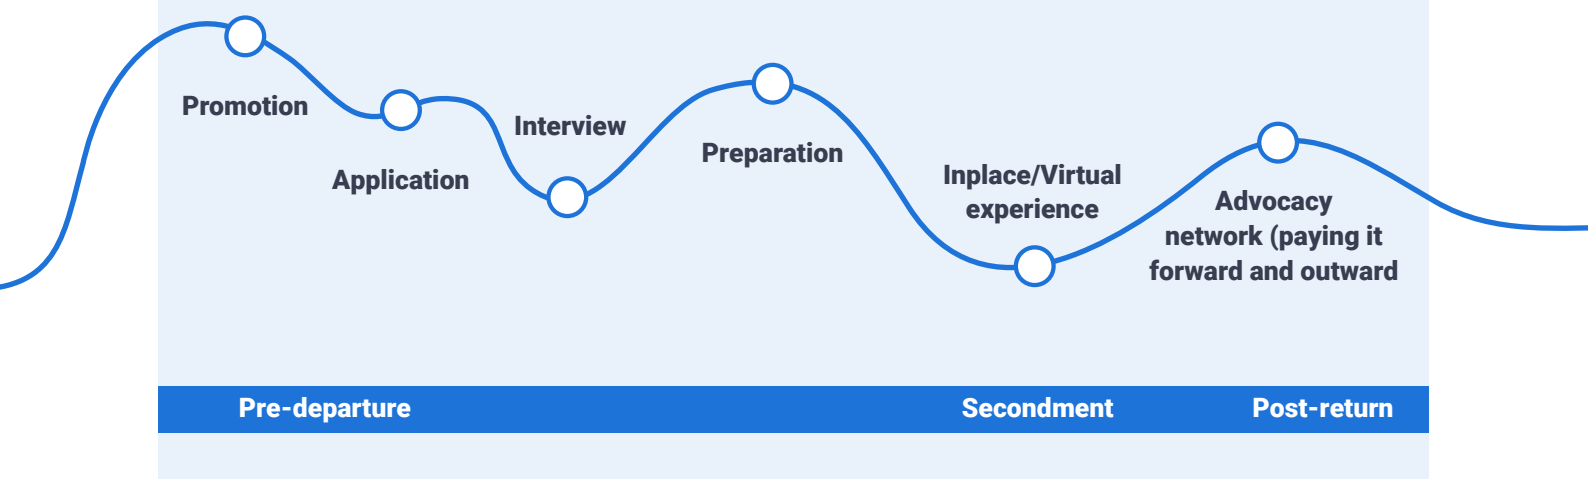 Promotion
Application
Interview
Preparation
Inplace/Virtual
experience
Advocacy
network (paying it
forward and outward
Pre-departure
Secondment
Post-return